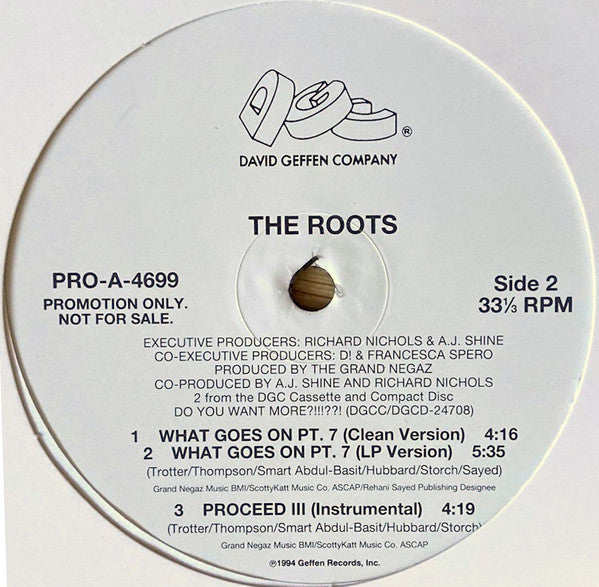 DGC ®
DAVID GEFFEN COMPANY
THE ROOTS
PRO-A-4699
PROMOTION ONLY.
NOT FOR SALE.
Side 2
33⅓ RPM
EXECUTIVE PRODUCERS: RICHARD NICHOLS & A.J. SHINE
CO-EXECUTIVE PRODUCERS: D! & FRANCESCA SPERO
PRODUCED BY THE GRAND NEGAZ
CO-PRODUCED BY A.J. SHINE AND RICHARD NICHOLS
2 from the DGC Cassette and Compact Disc
DO YOU WANT MORE?!!!??! (DGCC/DGCD-24708)
1 WHAT GOES ON PT. 7 (Clean Version) 4:16
2 WHAT GOES ON PT. 7 (LP Version) 5:35
(Trotter/Thompson/Smart Abdul-Basit/Hubbard/Storch/Sayed)
Grand Negaz Music BMI/ScottyKatt Music Co. ASCAP/Rehani Sayed Publishing Designee
3 PROCEED III (Instrumental) 4:19
(Trotter/Thompson/Smart Abdul-Basit/Hubbard/Storch)
Grand Negaz Music BMI/ScottyKatt Music Co. ASCAP
℗1994 Geffen Records, Inc.